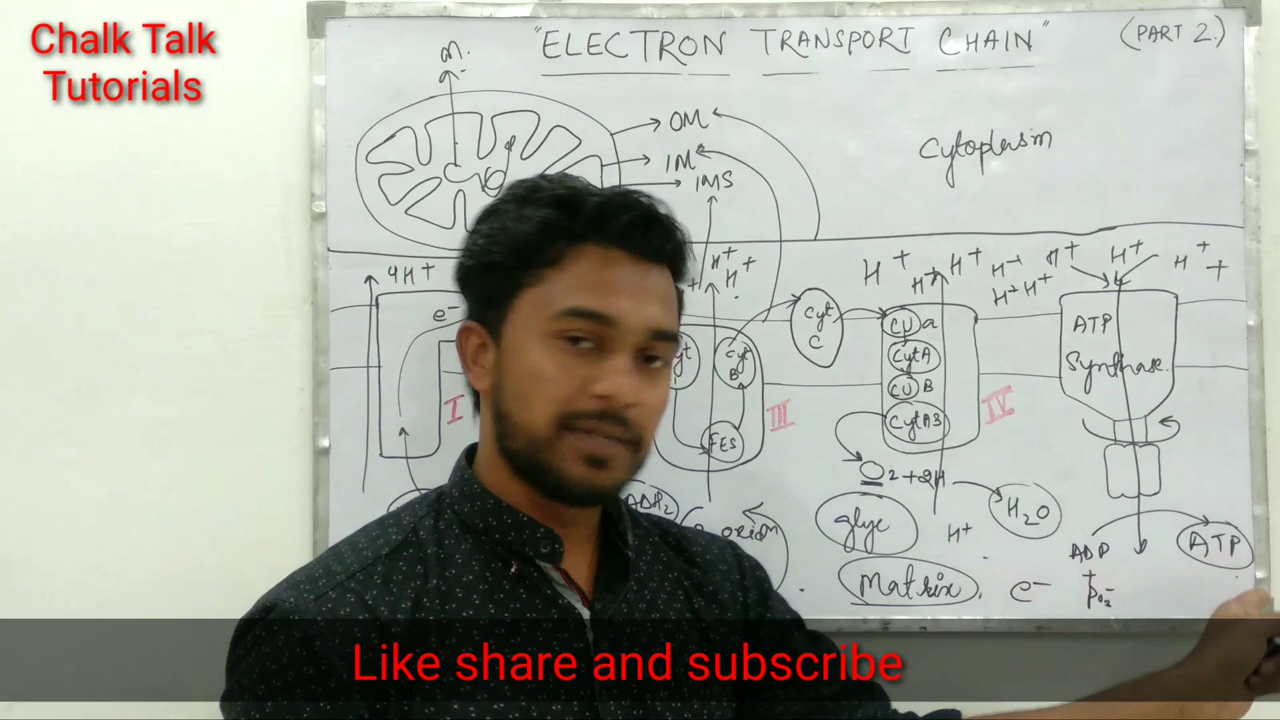 Chalk Talk
Tutorials
"ELECTRON TRANSPORT CHAIN"
(PART 2.)
m.
OM
IM
IMS
Cytoplasm
4H+
H+
H+
H+
H+
H+
H+
H+ H+
H+
H+
H+
+
e-
I
Cyt
B
FES
III
Cyt
C
CU a
Cyt A
CU B
Cyt A3
IV
ATP
Synthase.
O2 + 2H
H2O
glyc
H+
Matrix.
e-
ADP
+
ATP
Like share and subscribe